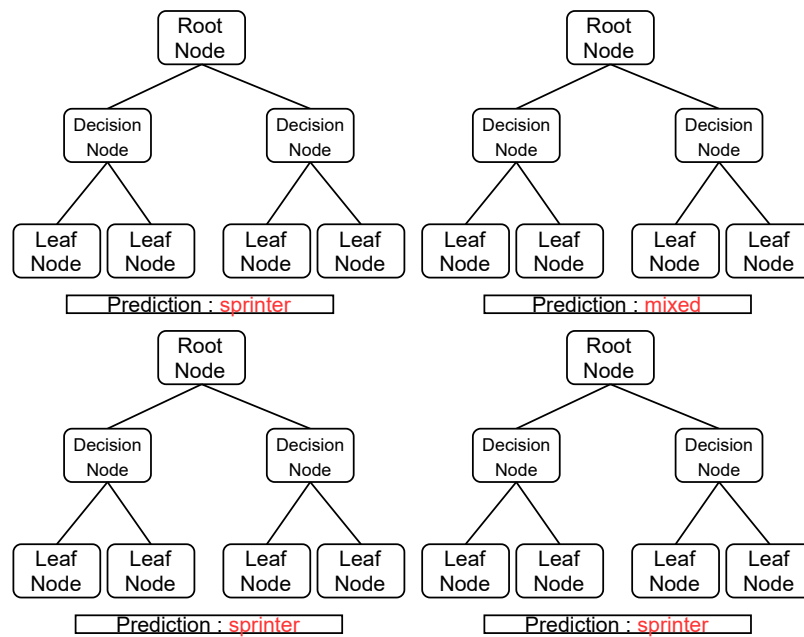 Root
Node
Root
Node
Decision
Node
Decision
Node
Decision
Node
Decision
Node
Leaf
Node
Leaf
Node
Leaf
Node
Leaf
Node
Leaf
Node
Leaf
Node
Leaf
Node
Leaf
Node
Prediction : sprinter
Prediction : mixed
Root
Node
Root
Node
Decision
Node
Decision
Node
Decision
Node
Decision
Node
Leaf
Node
Leaf
Node
Leaf
Node
Leaf
Node
Leaf
Node
Leaf
Node
Leaf
Node
Leaf
Node
Prediction : sprinter
Prediction : sprinter